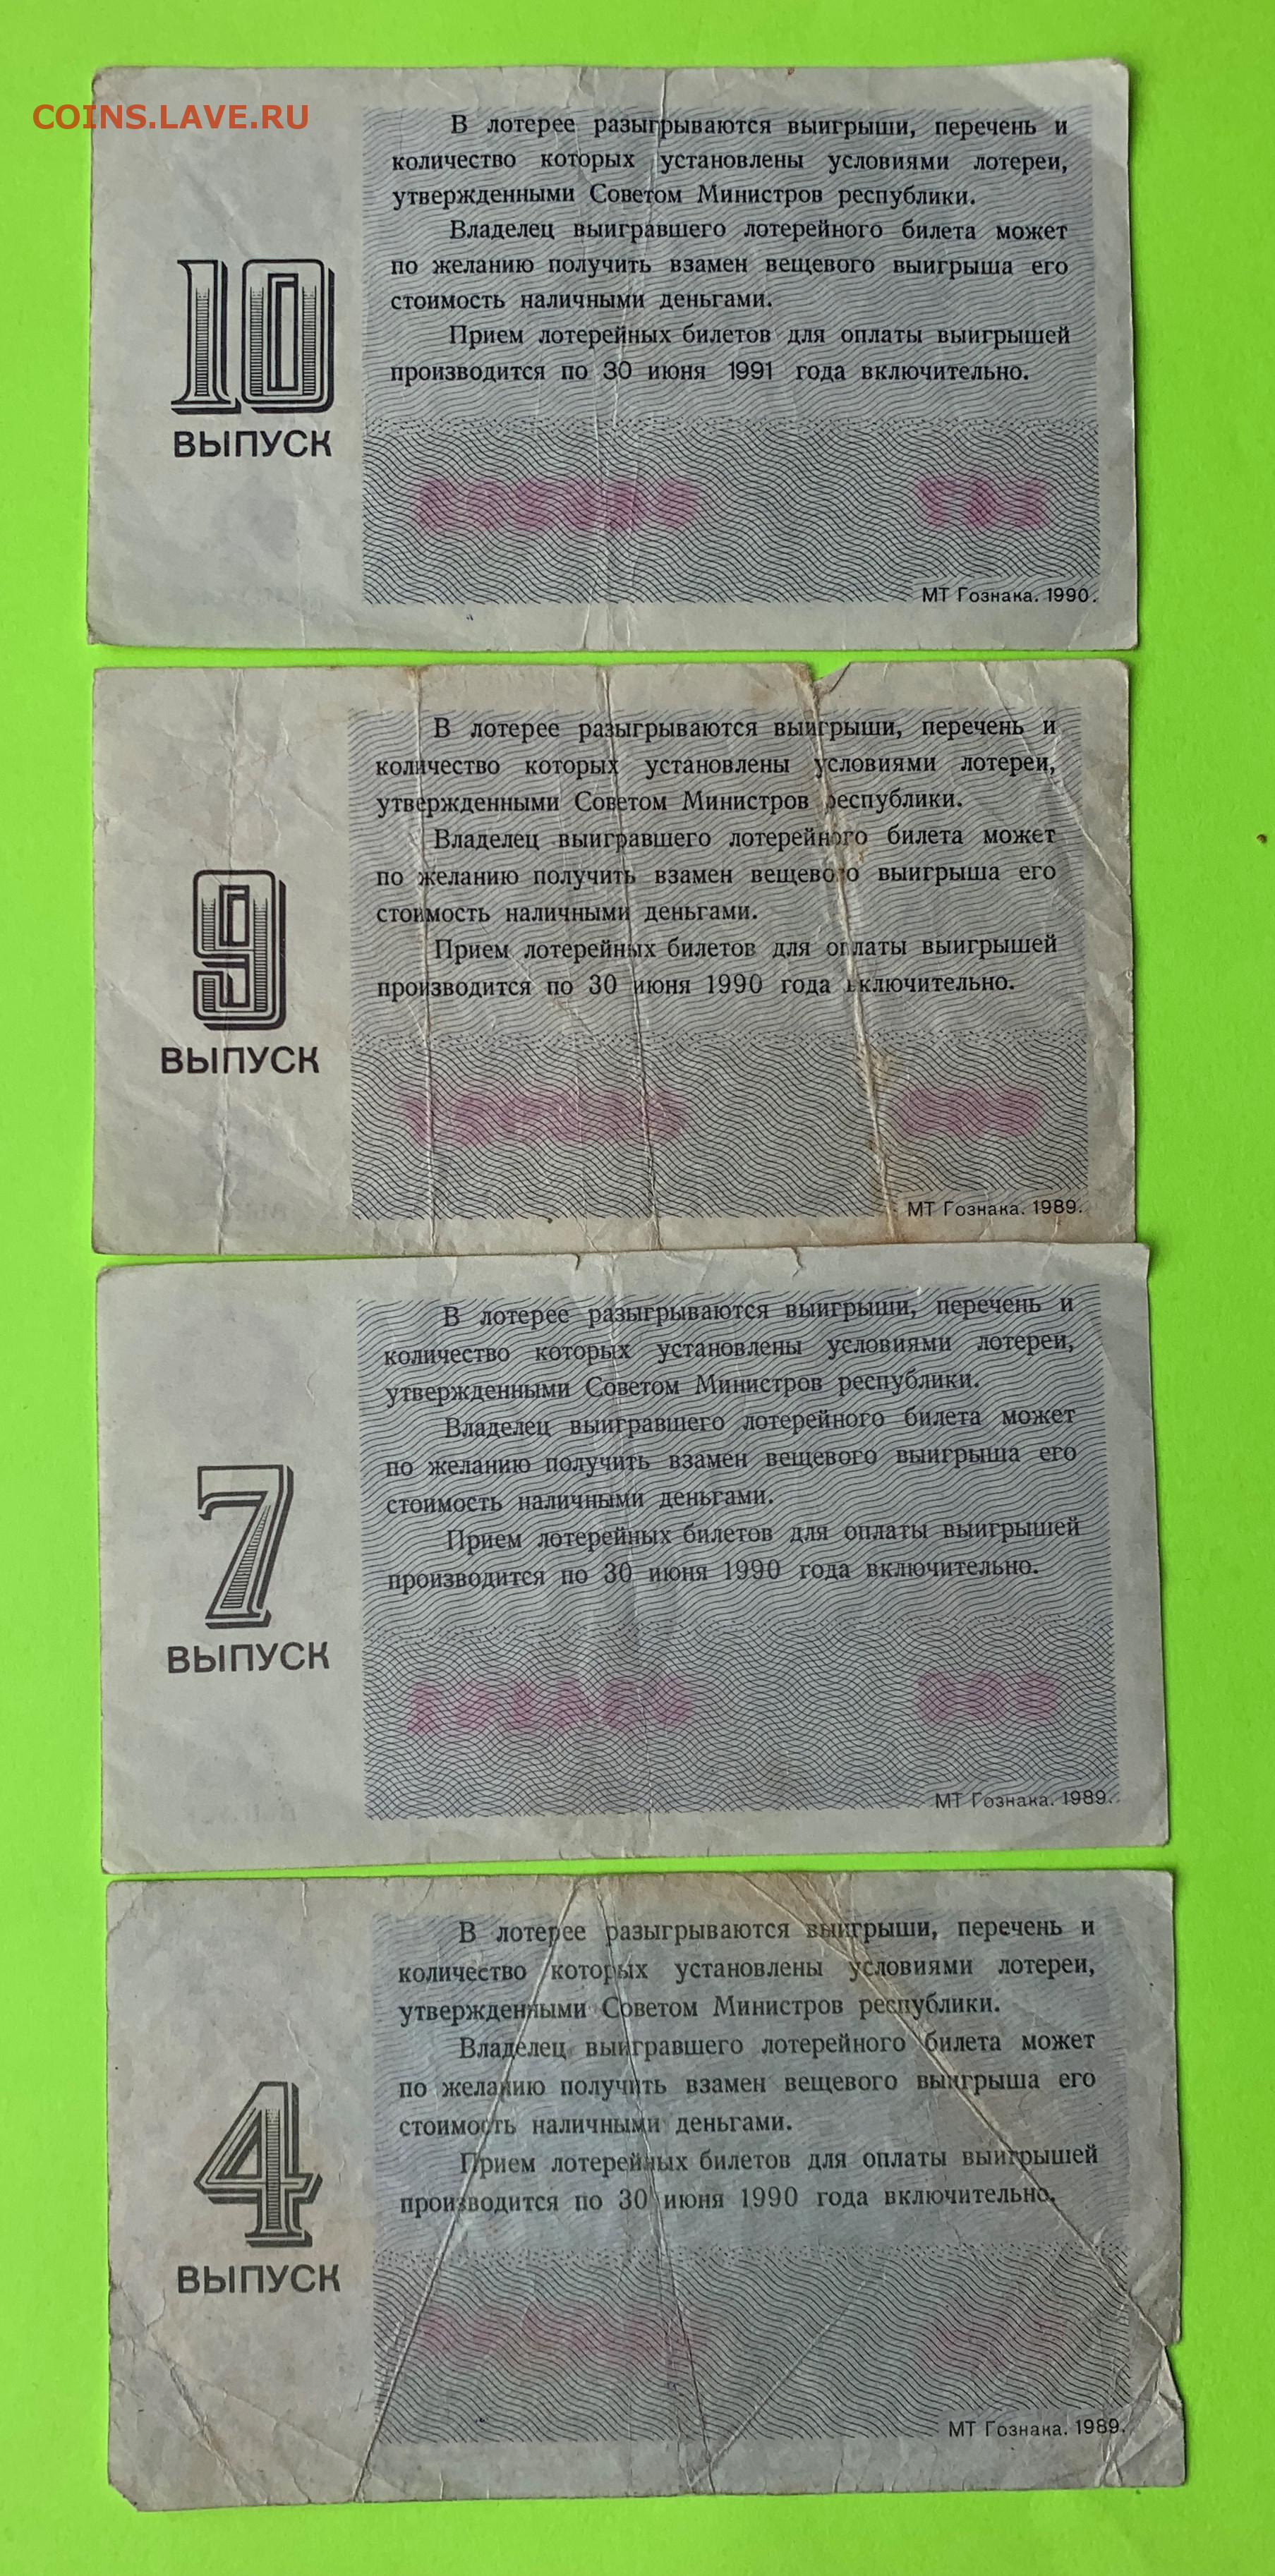 COINS.LAVE.RU
В лотерее разыгрываются выигрыши, перечень и
количество которых установлены условиями лотереи,
утвержденными Советом Министров республики.
Владелец выигравшего лотерейного билета может
по желанию получить взамен вещевого выигрыша его
стоимость наличными деньгами.
Прием лотерейных билетов для оплаты выигрышей
производится по 30 июня 1991 года включительно.
10
ВЫПУСК
МТ Гознака. 1990.
В лотерее разыгрываются выигрыши, перечень и
количество которых установлены условиями лотереи,
утвержденными Советом Министров республики.
Владелец выигравшего лотерейного билета может
по желанию получить взамен вещевого выигрыша его
стоимость наличными деньгами.
Прием лотерейных билетов для оплаты выигрышей
производится по 30 июня 1990 года включительно.
9
ВЫПУСК
МТ Гознака. 1989.
В лотерее разыгрываются выигрыши, перечень и
количество которых установлены условиями лотереи,
утвержденными Советом Министров республики.
Владелец выигравшего лотерейного билета может
по желанию получить взамен вещевого выигрыша его
стоимость наличными деньгами.
Прием лотерейных билетов для оплаты выигрышей
производится по 30 июня 1990 года включительно.
7
ВЫПУСК
МТ Гознака. 1989.
В лотерее разыгрываются выигрыши, перечень и
количество которых установлены условиями лотереи,
утвержденными Советом Министров республики.
Владелец выигравшего лотерейного билета может
по желанию получить взамен вещевого выигрыша его
стоимость наличными деньгами.
Прием лотерейных билетов для оплаты выигрышей
производится по 30 июня 1990 года включительно.
4
ВЫПУСК
МТ Гознака. 1989.